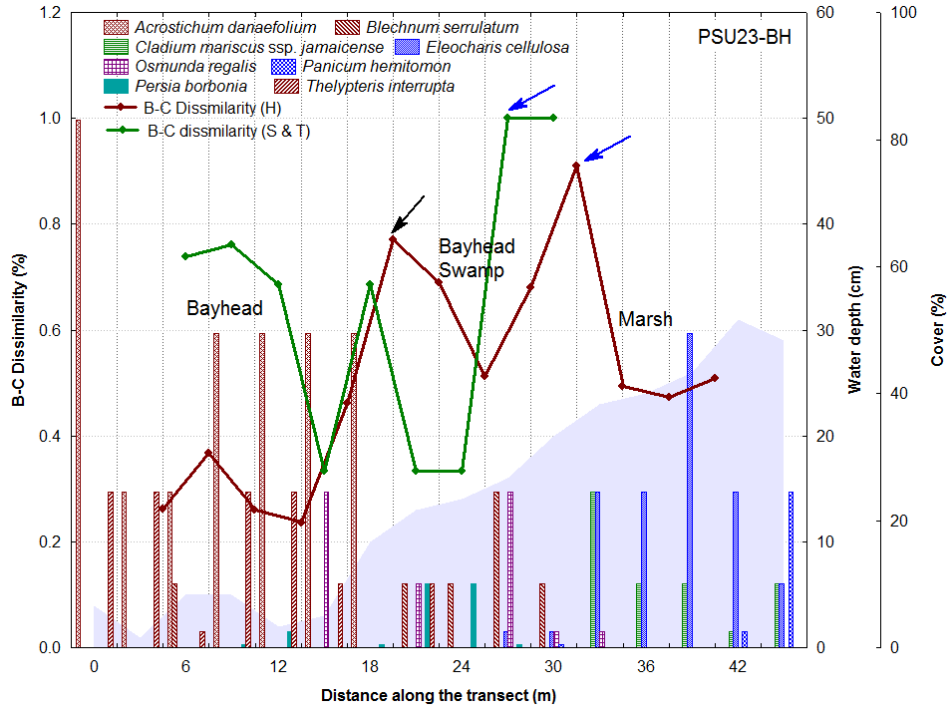 PSU23-BH
Acrostichum danaefolium
Blechnum serrulatum
Cladium mariscus ssp. jamaicense
Eleocharis cellulosa
Osmunda regalis
Panicum hemitomon
Persia borbonia
Thelypteris interrupta
B-C Dissmilarity (H)
B-C dissmilarity (S & T)
Bayhead
Bayhead
Swamp
Marsh
B-C Dissimilarity (%)
1.2
1.0
0.8
0.6
0.4
0.2
0.0
Water depth (cm)
60
50
40
30
20
10
0
Cover (%)
100
80
60
40
20
0
0 6 12 18 24 30 36 42
Distance along the transect (m)